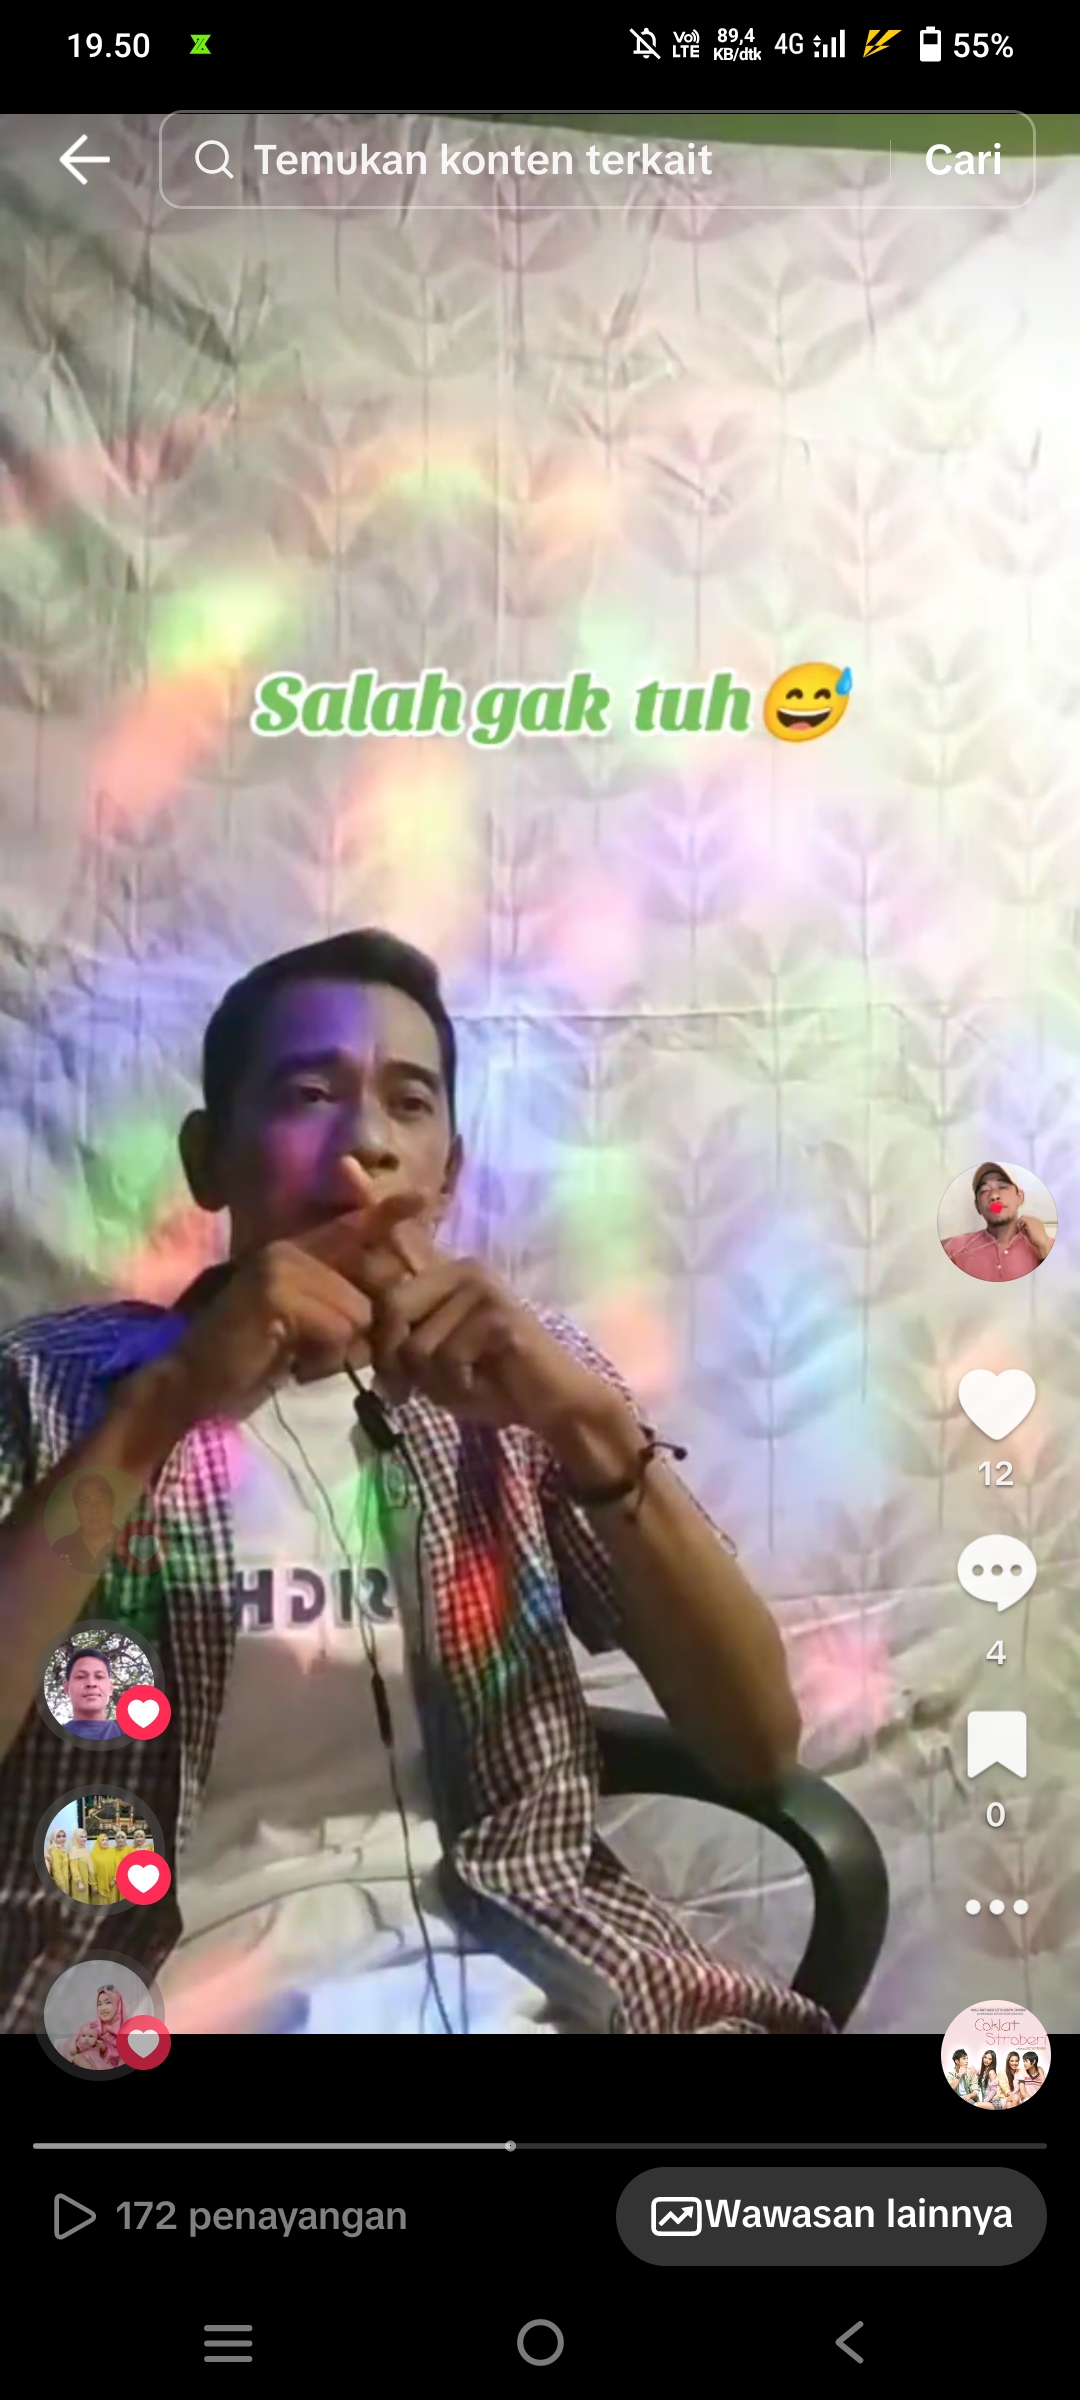 19.50
Vo)
LTE
89,4
KB/dtk
4G
55%
Temukan konten terkait
Cari
Salah gak tuh😅
SIGH
12
4
0
Coklat
Stroberi
172 penayangan
Wawasan lainnya